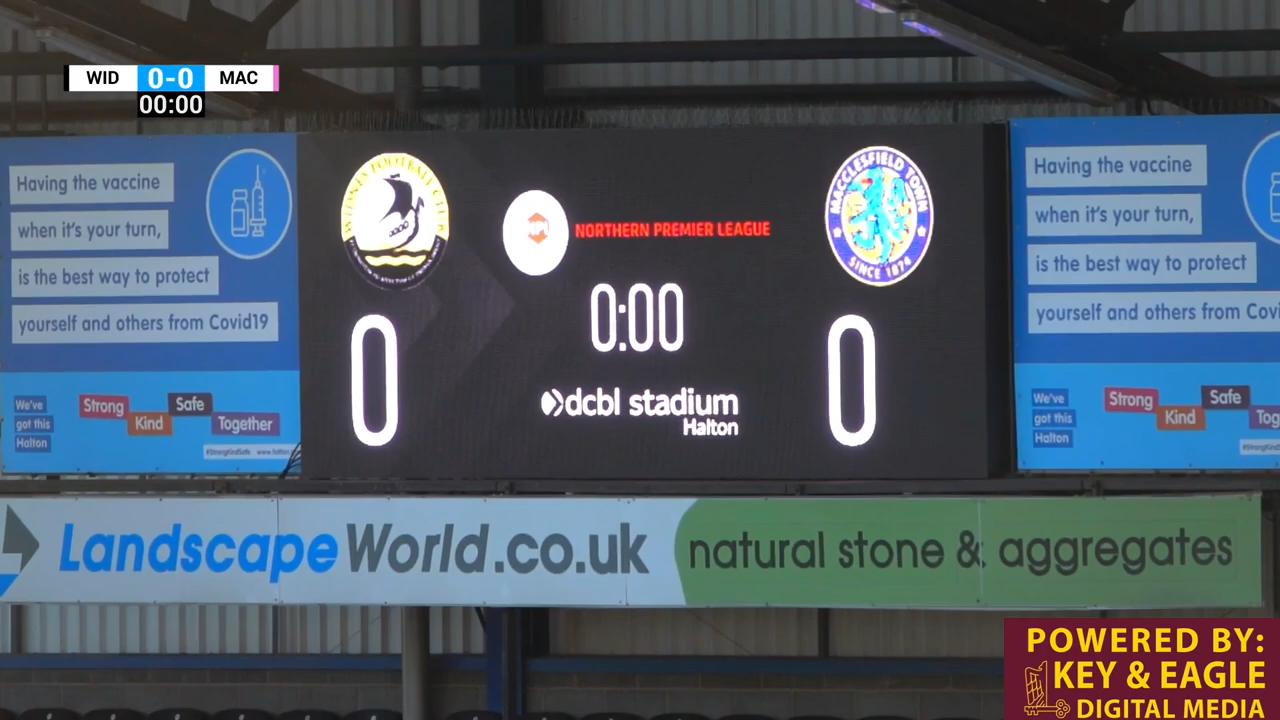 WID 0-0 MAC
00:00
Having the vaccine
when it's your turn,
is the best way to protect
yourself and others from Covid19
We've
got this
Halton
Strong
Kind
Safe
Together
#StrongKindSafe
MACCLESFIELD TOWN
SINCE 1874
NPL
NORTHERN PREMIER LEAGUE
0:00
0
0
dcbl stadium
Halton
Having the vaccine
when it's your turn,
is the best way to protect
yourself and others from Covi
We've
got this
Halton
Strong
Kind
Safe
Tog
LandscapeWorld.co.uk natural stone & aggregates
POWERED BY:
KEY & EAGLE
DIGITAL MEDIA